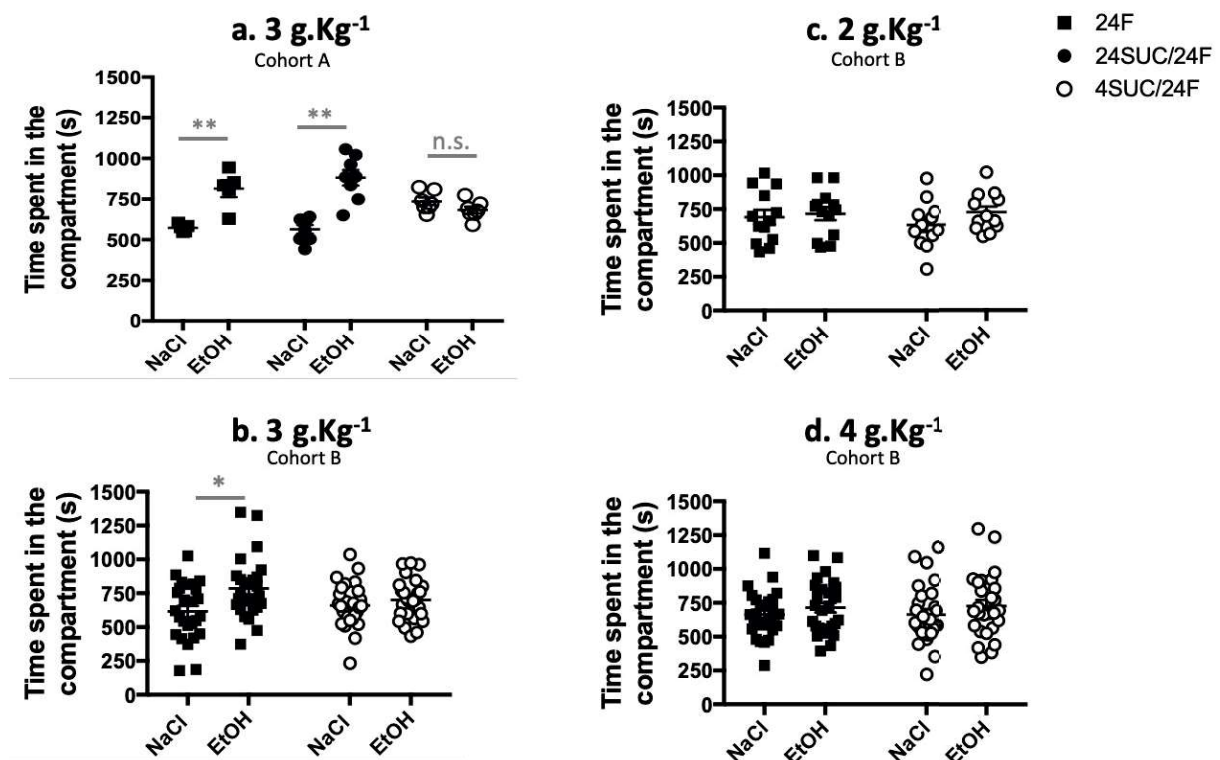 a. 3 g.Kg⁻¹
Cohort A
Time spent in the
compartment (s)
1500
1250
1000
750
500
250
0
**
**
n.s.
NaCl
EtOH
NaCl
EtOH
NaCl
EtOH
c. 2 g.Kg⁻¹
Cohort B
Time spent in the
compartment (s)
1500
1250
1000
750
500
250
0
NaCl
EtOH
NaCl
EtOH
24F
24SUC/24F
4SUC/24F
b. 3 g.Kg⁻¹
Cohort B
Time spent in the
compartment (s)
1500
1250
1000
750
500
250
0
*
NaCl
EtOH
NaCl
EtOH
d. 4 g.Kg⁻¹
Cohort B
Time spent in the
compartment (s)
1500
1250
1000
750
500
250
0
NaCl
EtOH
NaCl
EtOH